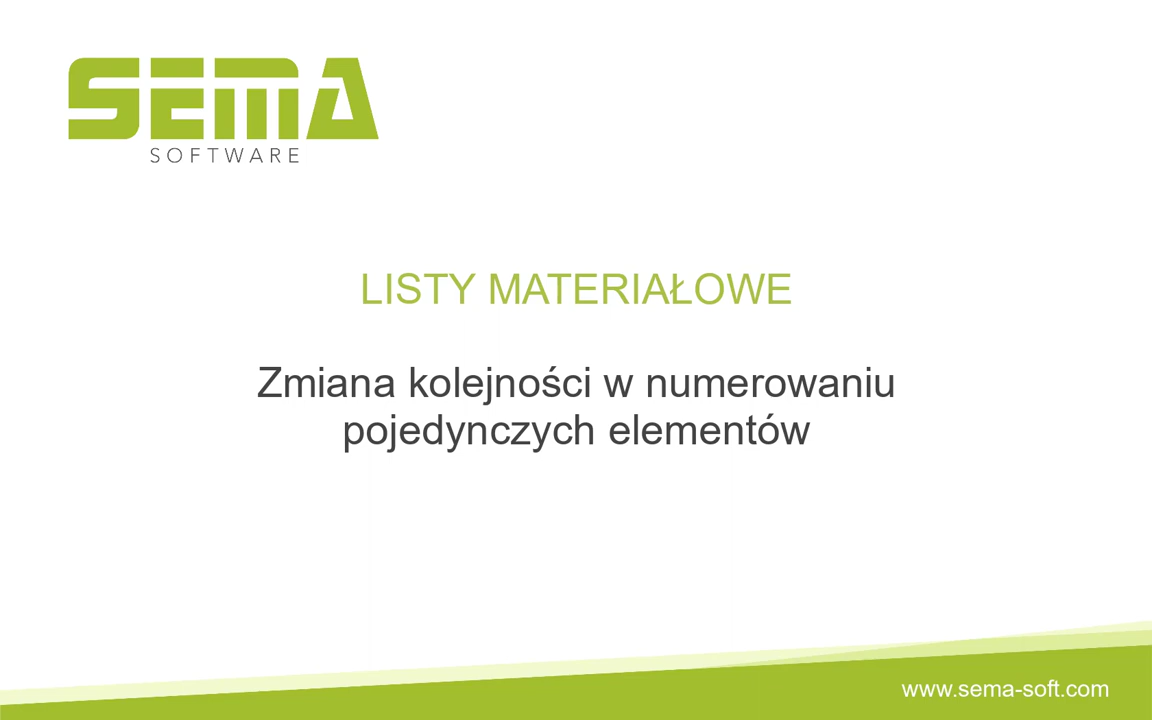 SEMA
SOFTWARE
LISTY MATERIAŁOWE
Zmiana kolejności w numerowaniu
pojedynczych elementów
www.sema-soft.com